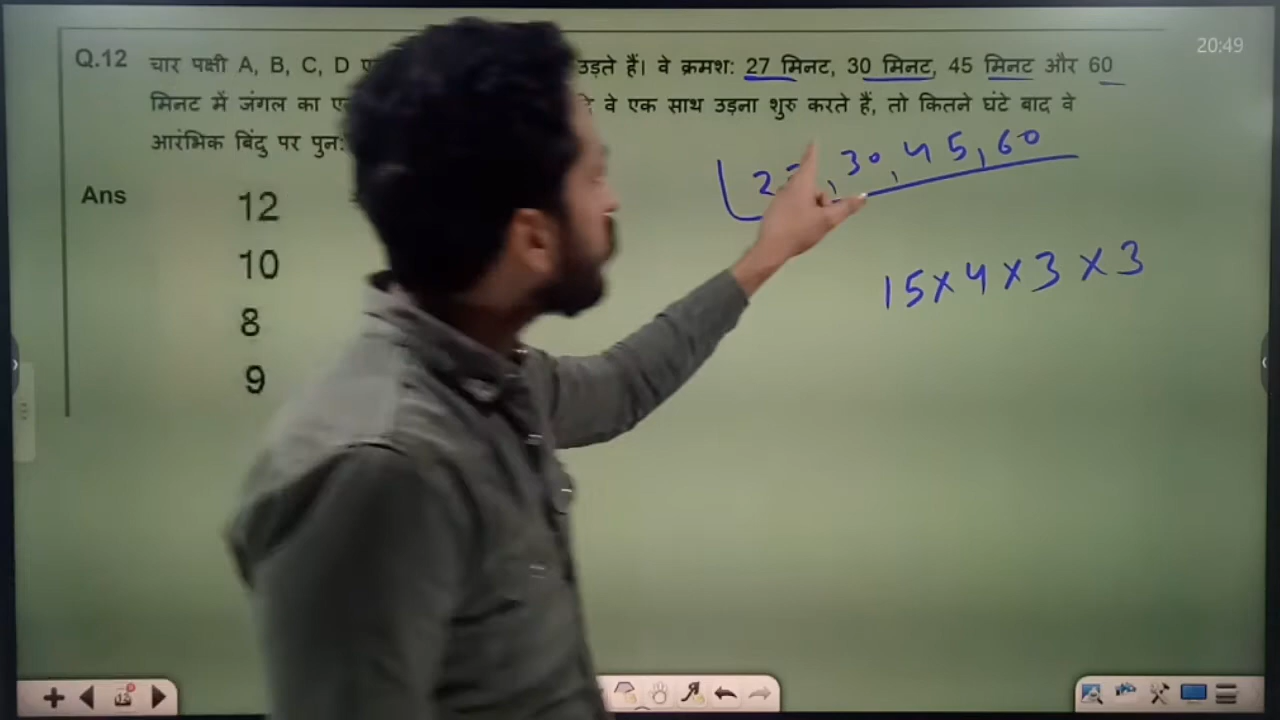 20:49
Q.12 चार पक्षी A, B, C, D उड़ते हैं। वे क्रमश: 27 मिनट, 30 मिनट, 45 मिनट और 60
मिनट में जंगल का वे एक साथ उड़ना शुरु करते हैं, तो कितने घंटे बाद वे
आरंभिक बिंदु पर पुन:
30, 45, 60
Ans 12
10
15×4×3×3
8
9